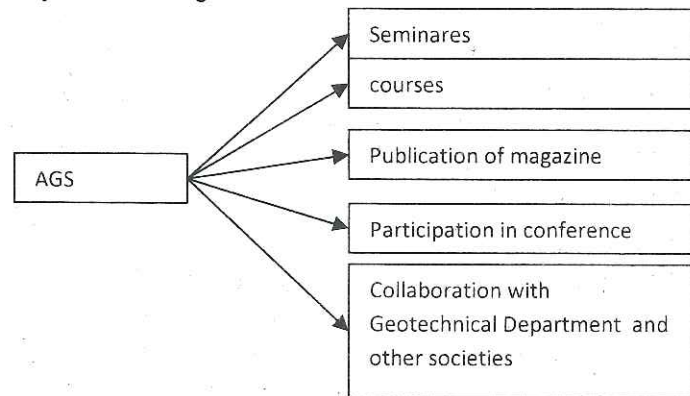 AGS
Seminares
courses
Publication of magazine
Participation in conference
Collaboration with
Geotechnical Department and
other societies